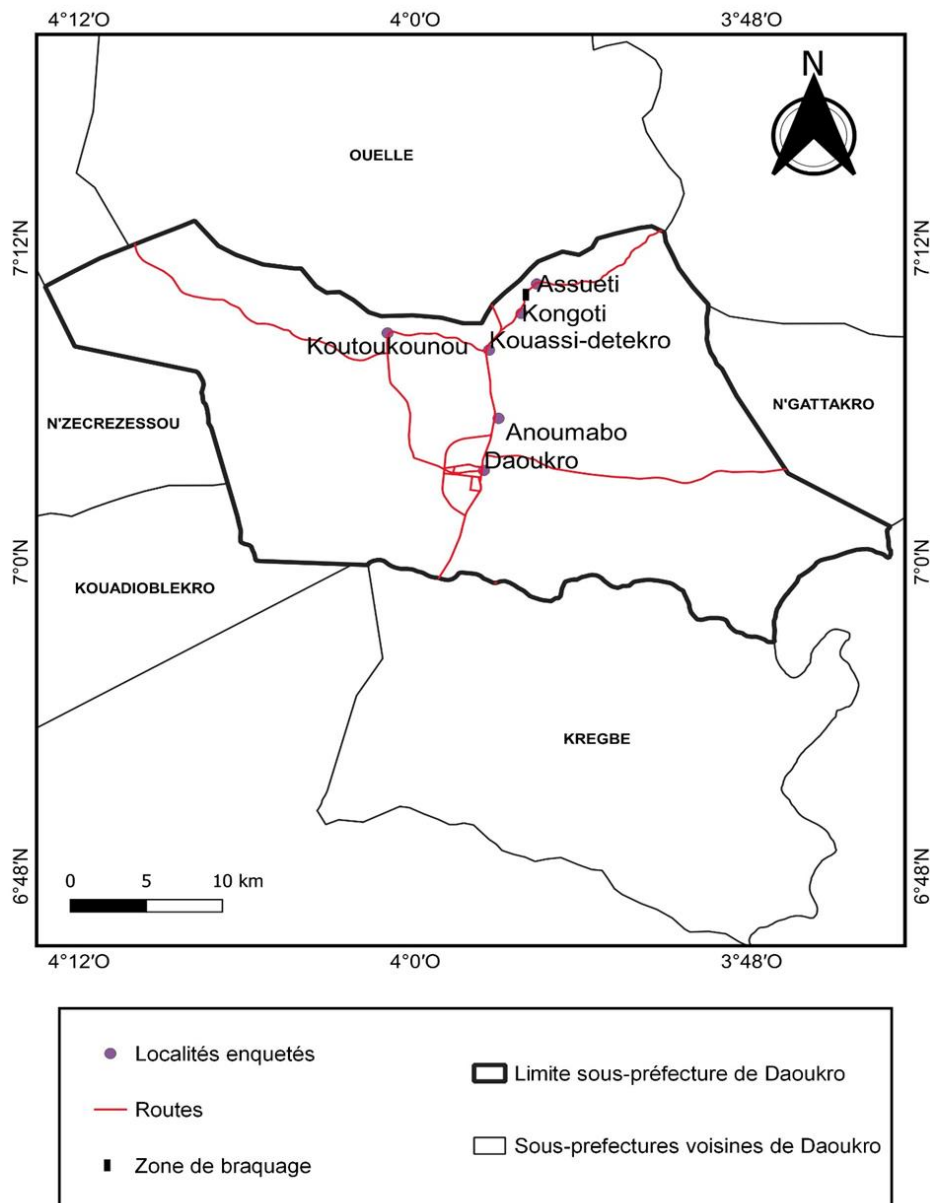 4°12'O 4°0'O 3°48'O
N
OUELLE
7°12'N 7°12'N
Assueti
Kongoti
Koutoukounou Kouassi-detekro
N'GATTAKRO
N'ZECREZESSOU
Anoumabo
Daoukro
7°0'N 7°0'N
KOUADIOBLEKRO
KREGBE
6°48'N 6°48'N
0 5 10 km
4°12'O 4°0'O 3°48'O
Localités enquetés
Limite sous-préfecture de Daoukro
Routes
Sous-prefectures voisines de Daoukro
Zone de braquage